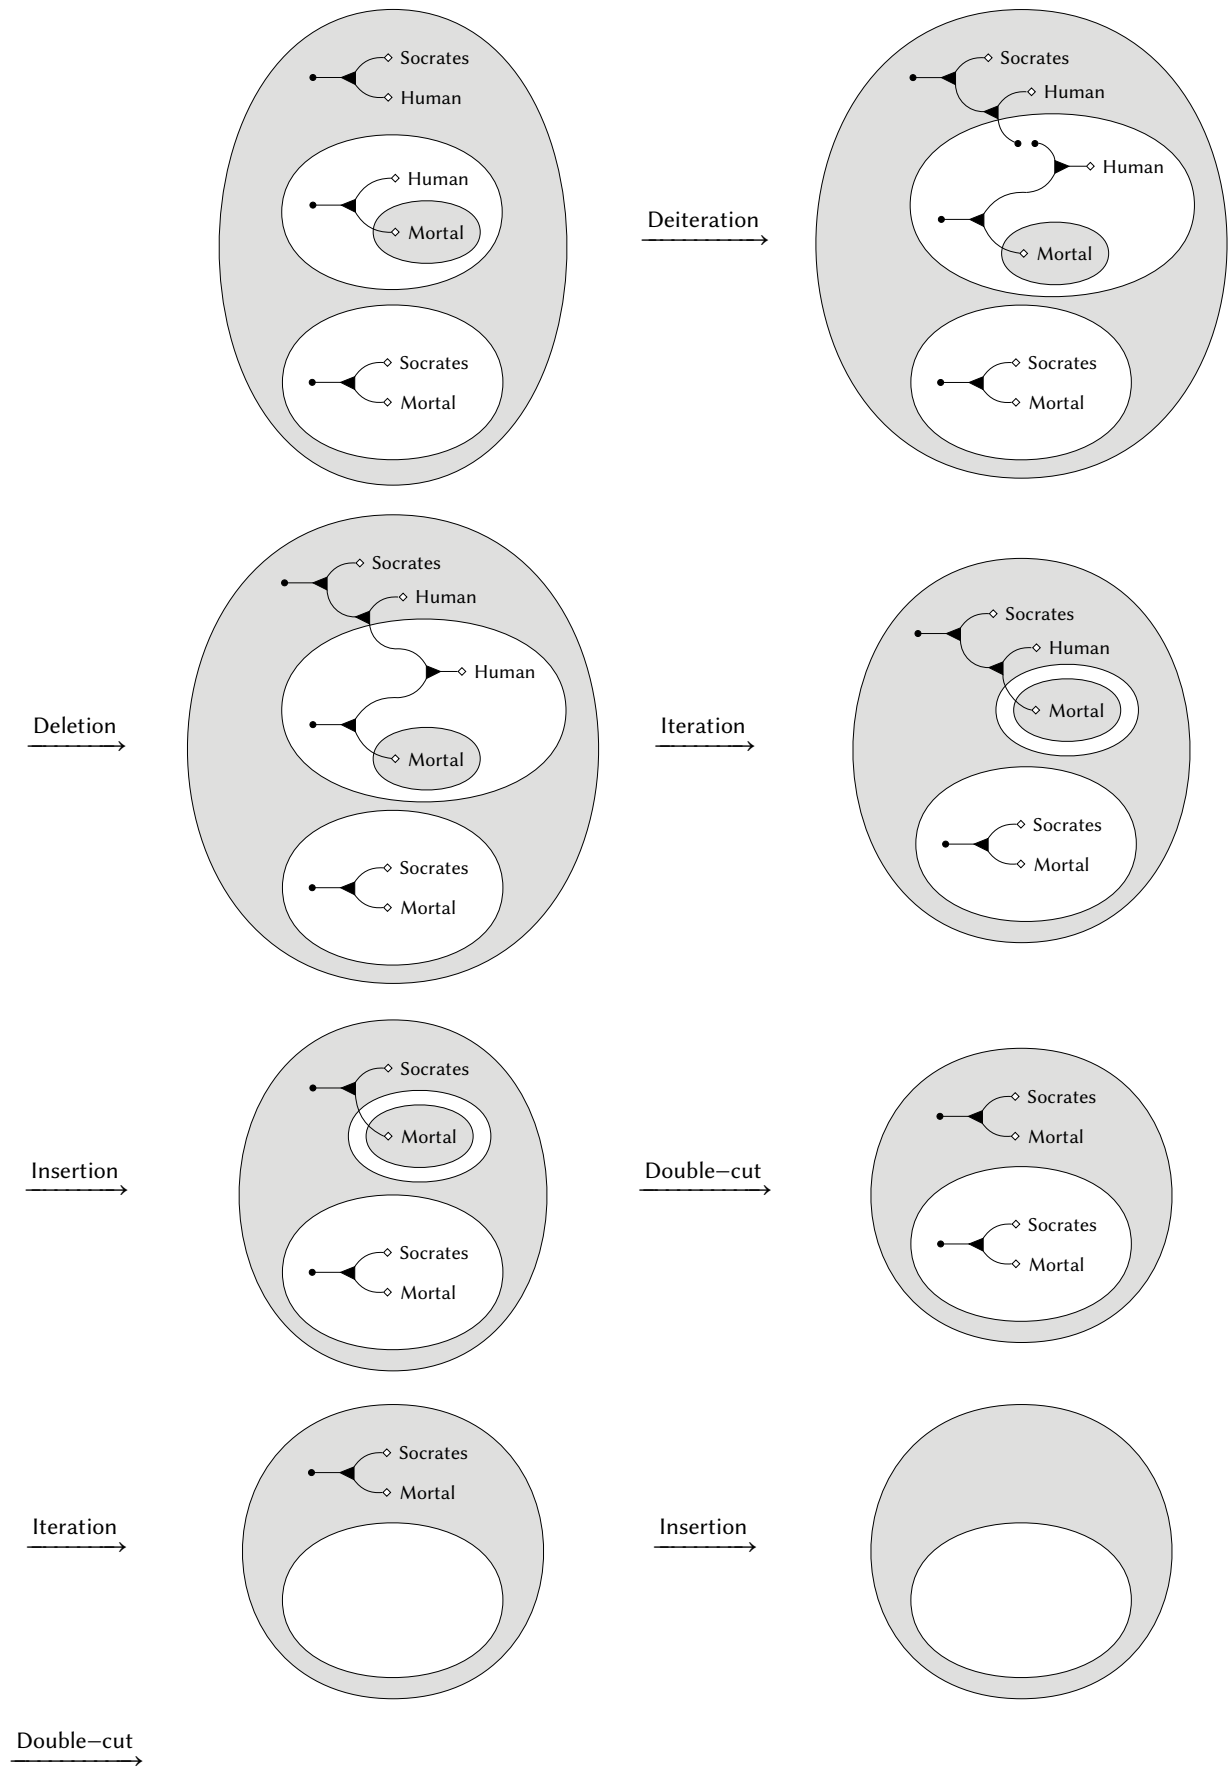 Socrates
Human
Human
Mortal
Socrates
Mortal
Deiteration
Socrates
Human
Human
Mortal
Socrates
Mortal
Deletion
Socrates
Human
Human
Mortal
Socrates
Mortal
Iteration
Socrates
Human
Mortal
Socrates
Mortal
Insertion
Socrates
Mortal
Socrates
Mortal
Double–cut
Socrates
Mortal
Socrates
Mortal
Iteration
Socrates
Mortal
Insertion
Double–cut